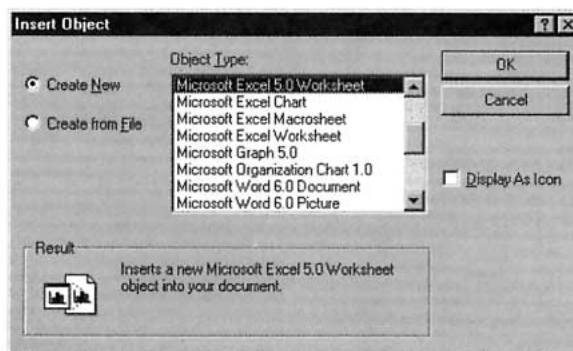 Insert Object
Object Type:
Create New
Create from File
Microsoft Excel 5.0 Worksheet
Microsoft Excel Chart
Microsoft Excel Macrosheet
Microsoft Excel Worksheet
Microsoft Graph 5.0
Microsoft Organization Chart 1.0
Microsoft Word 6.0 Document
Microsoft Word 6.0 Picture
OK
Cancel
Display As Icon
Result
Inserts a new Microsoft Excel 5.0 Worksheet
object into your document.